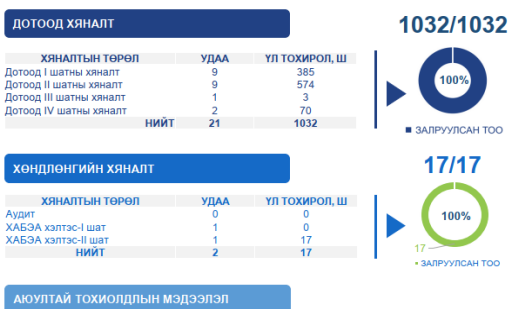 ДОТООД ХЯНАЛТ
1032/1032
ХЯНАЛТЫН ТӨРӨЛ УДАА ҮЛ ТОХИРОЛ, Ш
Дотоод I шатны хяналт 9 385
Дотоод II шатны хяналт 9 574
Дотоод III шатны хяналт 1 3
Дотоод IV шатны хяналт 2 70
НИЙТ 21 1032
100%
ЗАЛРУУЛСАН ТОО
ХӨНДЛӨНГИЙН ХЯНАЛТ
17/17
ХЯНАЛТЫН ТӨРӨЛ УДАА ҮЛ ТОХИРОЛ, Ш
Аудит 0 0
ХАБЭА хэлтэс-I шат 1 0
ХАБЭА хэлтэс-II шат 1 17
НИЙТ 2 17
100%
17
ЗАЛРУУЛСАН ТОО
АЮУЛТАЙ ТОХИОЛДЛЫН МЭДЭЭЛЭЛ